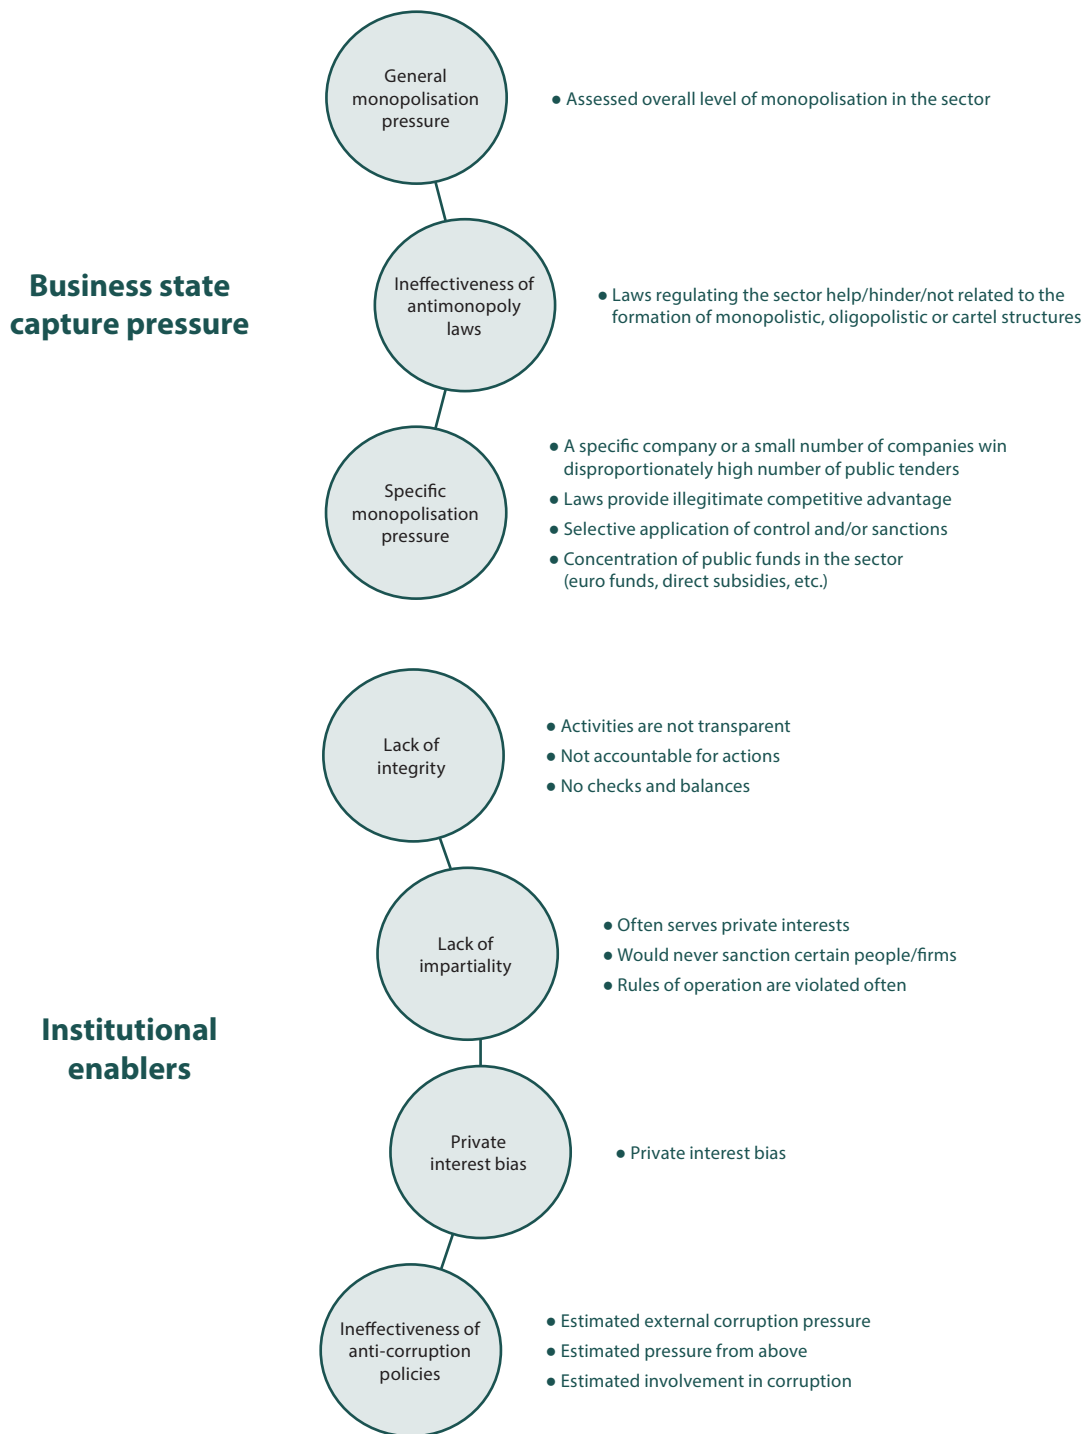 Business state
capture pressure
General
monopolisation
pressure
● Assessed overall level of monopolisation in the sector
Ineffectiveness of
antimonopoly
laws
● Laws regulating the sector help/hinder/not related to the
formation of monopolistic, oligopolistic or cartel structures
Specific
monopolisation
pressure
● A specific company or a small number of companies win
disproportionately high number of public tenders
● Laws provide illegitimate competitive advantage
● Selective application of control and/or sanctions
● Concentration of public funds in the sector
(euro funds, direct subsidies, etc.)
Institutional
enablers
Lack of
integrity
● Activities are not transparent
● Not accountable for actions
● No checks and balances
Lack of
impartiality
● Often serves private interests
● Would never sanction certain people/firms
● Rules of operation are violated often
Private
interest bias
● Private interest bias
Ineffectiveness of
anti-corruption
policies
● Estimated external corruption pressure
● Estimated pressure from above
● Estimated involvement in corruption